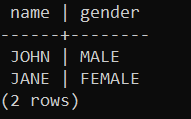 name | gender
------+--------
JOHN | MALE
JANE | FEMALE
(2 rows)